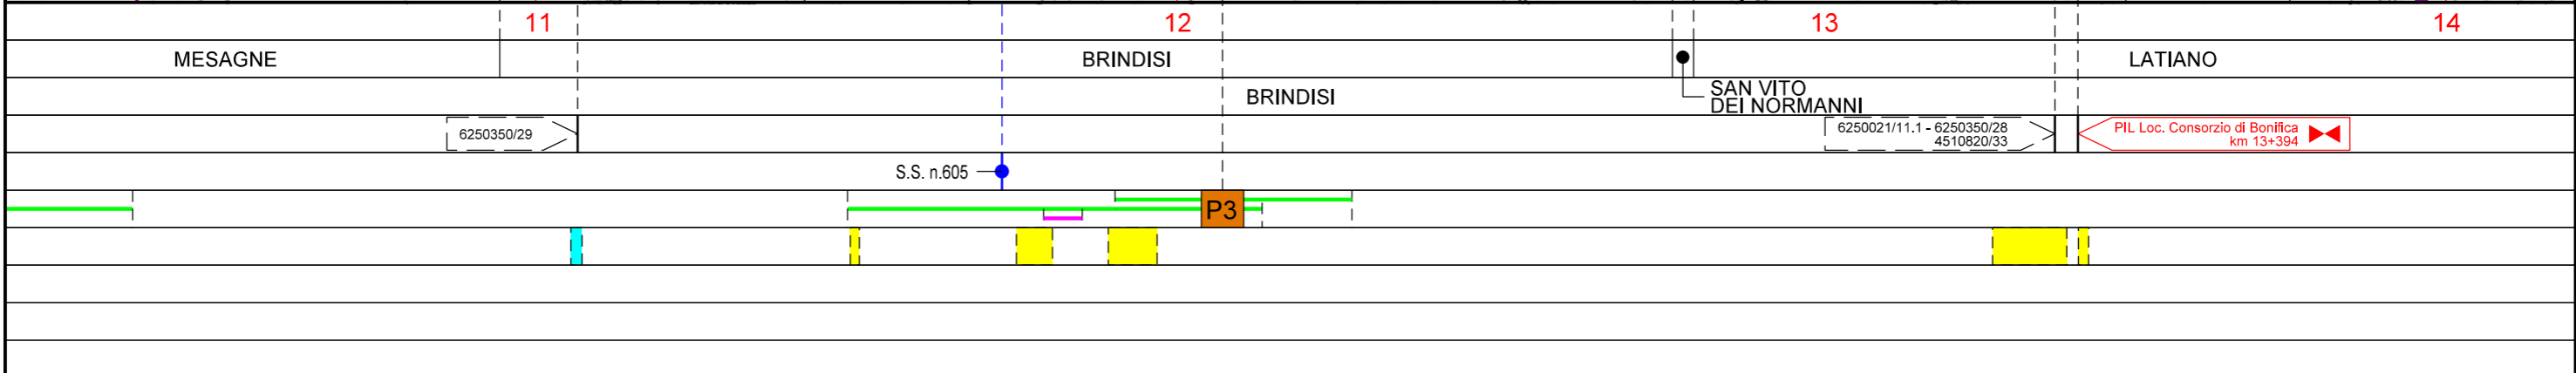 11 12 13 14
MESAGNE BRINDISI LATIANO
BRINDISI
SAN VITO
DEI NORMANNI
6250350/29
6250021/11.1 - 6250350/28
4510820/33
PIL Loc. Consorzio di Bonifica
km 13+394
S.S. n.605
P3